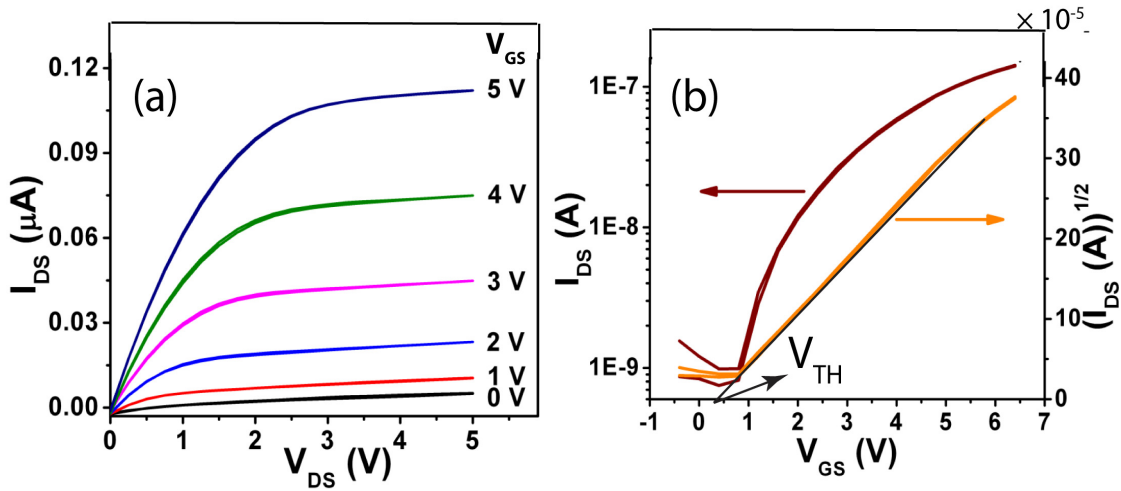 (a)
V_GS
5 V
4 V
3 V
2 V
1 V
0 V
I_DS (µA)
0.12
0.09
0.06
0.03
0.00
0 1 2 3 4 5
V_DS (V)
(b)
× 10^-5
I_DS (A)
1E-7
1E-8
1E-9
40
30
20
10
0
(I_DS (A))^1/2
V_TH
-1 0 1 2 3 4 5 6 7
V_GS (V)